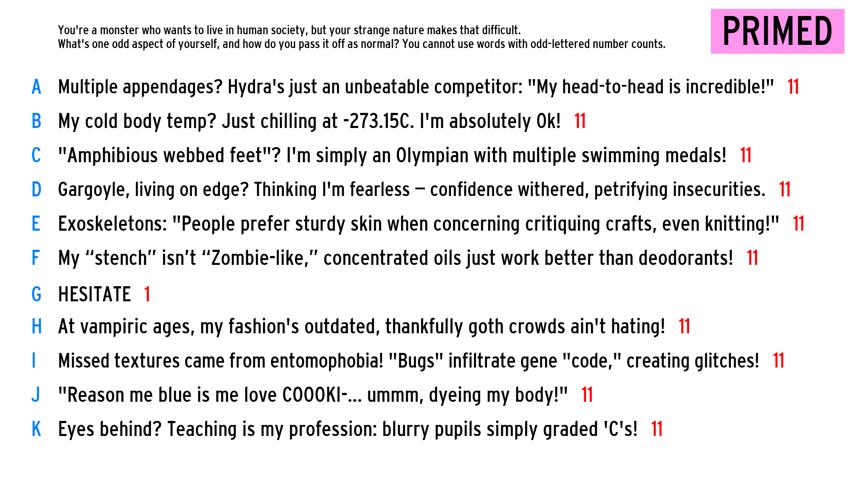 You're a monster who wants to live in human society, but your strange nature makes that difficult.
What's one odd aspect of yourself, and how do you pass it off as normal? You cannot use words with odd-lettered number counts.
PRIMED
A Multiple appendages? Hydra's just an unbeatable competitor: "My head-to-head is incredible!" 11
B My cold body temp? Just chilling at -273.15C. I'm absolutely 0k! 11
C "Amphibious webbed feet"? I'm simply an Olympian with multiple swimming medals! 11
D Gargoyle, living on edge? Thinking I'm fearless – confidence withered, petrifying insecurities. 11
E Exoskeletons: "People prefer sturdy skin when concerning critiquing crafts, even knitting!" 11
F My “stench” isn’t “Zombie-like,” concentrated oils just work better than deodorants! 11
G HESITATE 1
H At vampiric ages, my fashion's outdated, thankfully goth crowds ain't hating! 11
I Missed textures came from entomophobia! "Bugs" infiltrate gene "code," creating glitches! 11
J "Reason me blue is me love COOOKI-... ummm, dyeing my body!" 11
K Eyes behind? Teaching is my profession: blurry pupils simply graded 'C's! 11